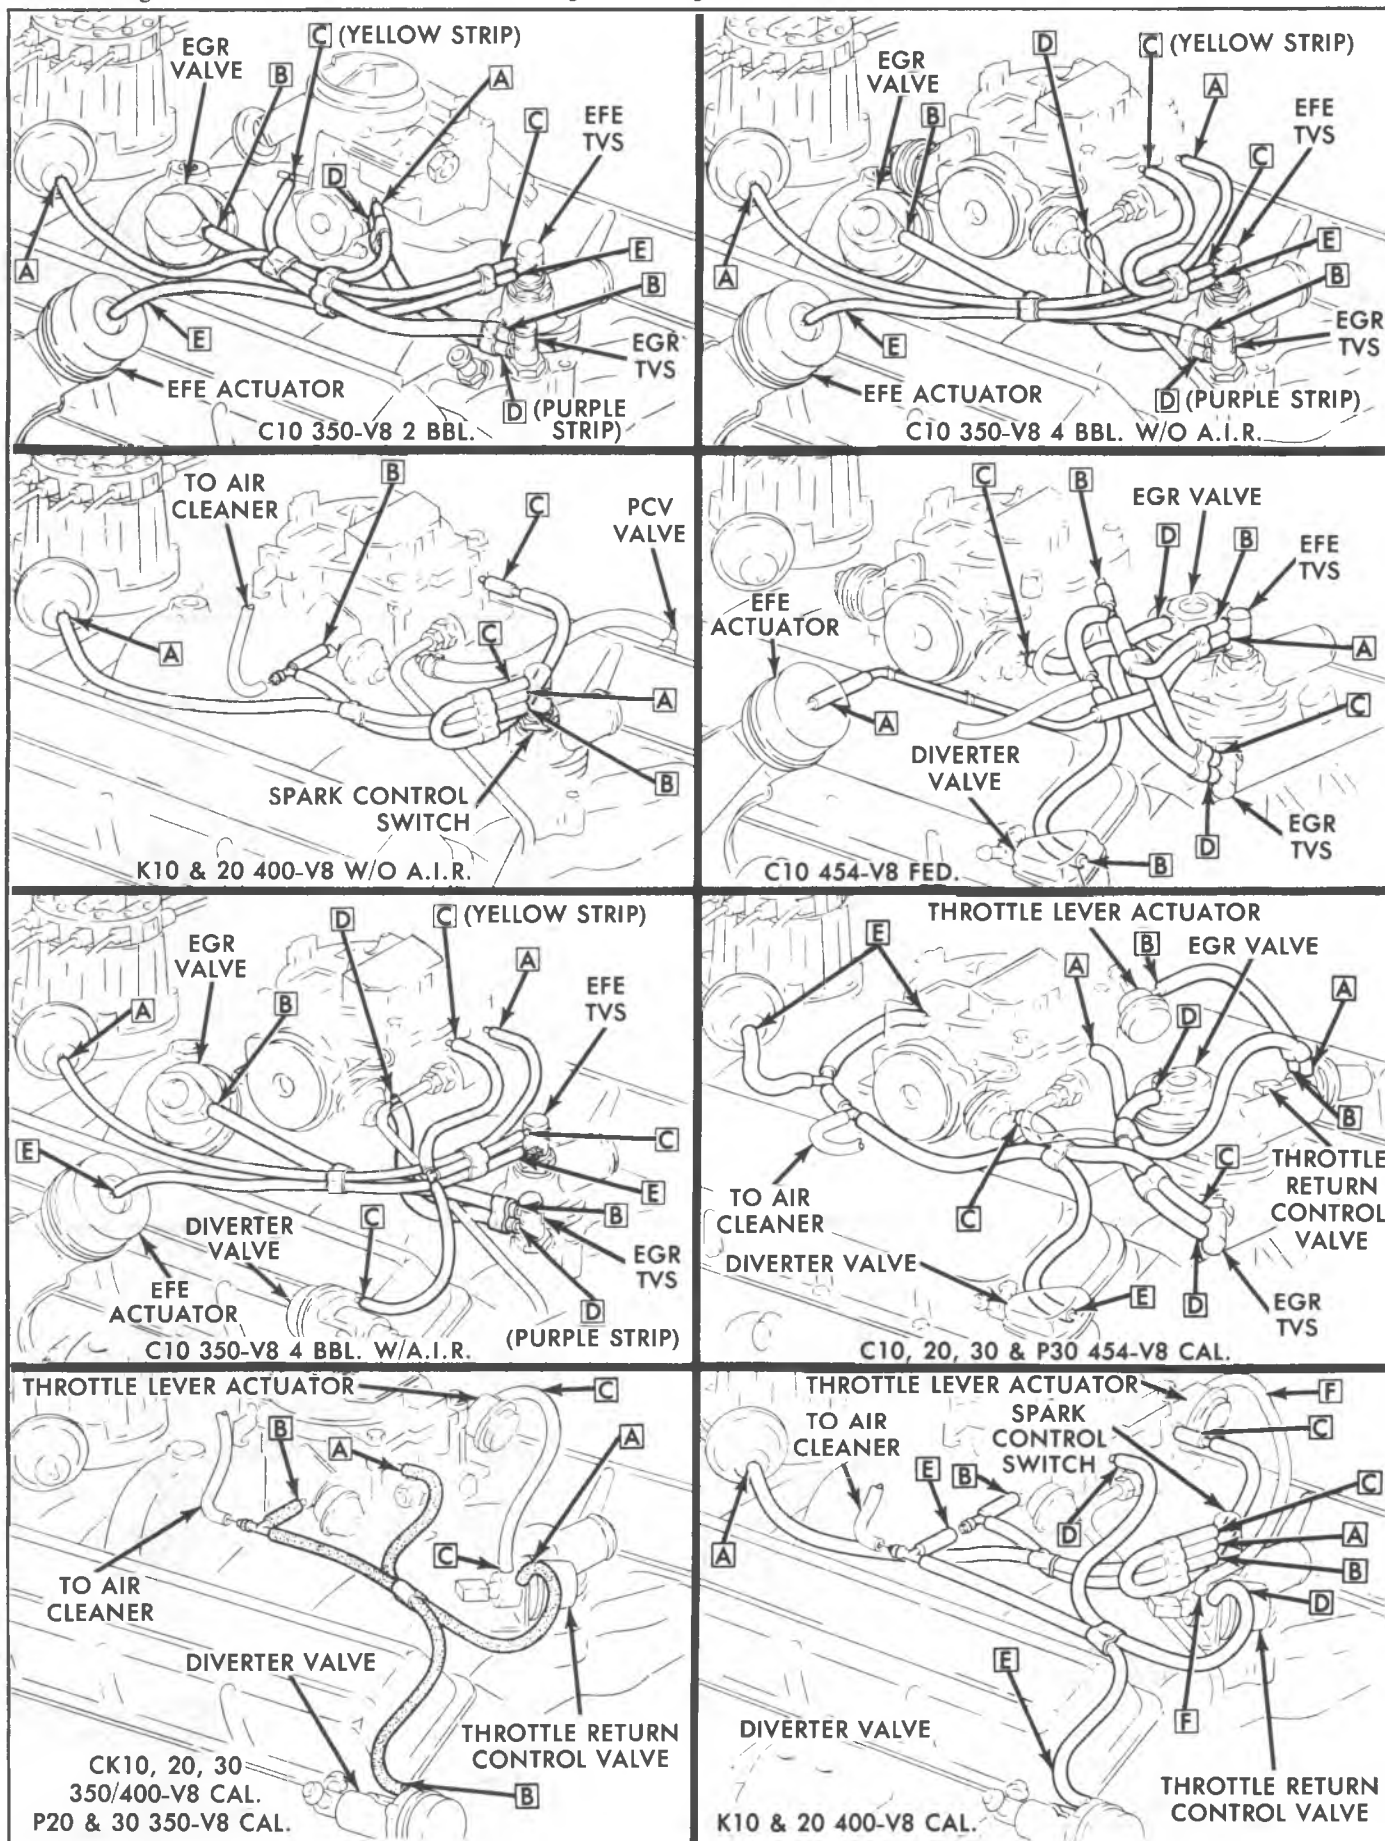 C (YELLOW STRIP)
EGR
VALVE
B
A
C
EFE
TVS
D
A
E
B
E
EGR
TVS
EFE ACTUATOR
D (PURPLE
STRIP)
C10 350-V8 2 BBL.
D
C (YELLOW STRIP)
EGR
VALVE
A
B
EFE
TVS
C
A
E
B
E
EGR
TVS
EFE ACTUATOR
D (PURPLE STRIP)
C10 350-V8 4 BBL. W/O A.I.R.
TO AIR
CLEANER
B
C
PCV
VALVE
A
C
A
B
SPARK CONTROL
SWITCH
K10 & 20 400-V8 W/O A.I.R.
C
B
EGR VALVE
D
B
EFE
TVS
EFE
ACTUATOR
C
A
A
C
DIVERTER
VALVE
D
EGR
TVS
B
C10 454-V8 FED.
D
C (YELLOW STRIP)
EGR
VALVE
A
A
B
EFE
TVS
C
E
E
B
C
DIVERTER
VALVE
EGR
TVS
EFE
ACTUATOR
D
(PURPLE STRIP)
C10 350-V8 4 BBL. W/A.I.R.
THROTTLE LEVER ACTUATOR
E
B
EGR VALVE
A
A
D
B
C
THROTTLE
RETURN
CONTROL
VALVE
TO AIR
CLEANER
C
DIVERTER VALVE
E
D
EGR
TVS
C10, 20, 30 & P30 454-V8 CAL.
THROTTLE LEVER ACTUATOR
C
B
A
A
C
TO AIR
CLEANER
DIVERTER VALVE
THROTTLE RETURN
CONTROL VALVE
B
CK10, 20, 30
350/400-V8 CAL.
P20 & 30 350-V8 CAL.
THROTTLE LEVER ACTUATOR
F
TO AIR
CLEANER
SPARK
CONTROL
SWITCH
C
E
B
C
A
D
A
B
D
E
F
DIVERTER VALVE
THROTTLE RETURN
CONTROL VALVE
K10 & 20 400-V8 CAL.